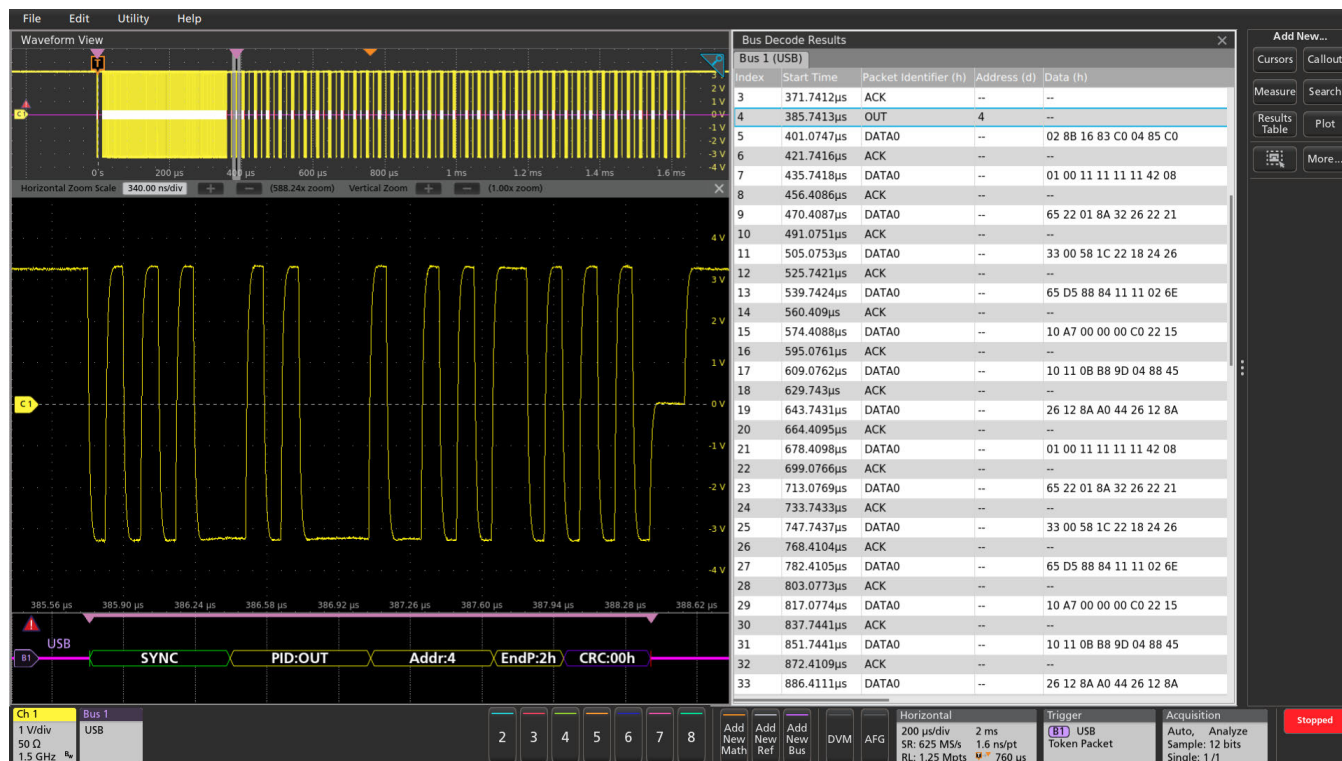 File Edit Utility Help
Waveform View
T
3 V
2 V
1 V
0 V
-1 V
-2 V
-3 V
-4 V
C1
0 s 200 µs 400 µs 600 µs 800 µs 1 ms 1.2 ms 1.4 ms 1.6 ms
Horizontal Zoom Scale 340.00 ns/div + − (588.24x zoom) Vertical Zoom + − (1.00x zoom)
4 V
3 V
2 V
1 V
C 1 0 V
-1 V
-2 V
-3 V
-4 V
385.56 µs 385.90 µs 386.24 µs 386.58 µs 386.92 µs 387.26 µs 387.60 µs 387.94 µs 388.28 µs 388.62 µs
USB
B1 SYNC PID:OUT Addr:4 EndP:2h CRC:00h
Bus Decode Results
Bus 1 (USB)
Index Start Time Packet Identifier (h) Address (d) Data (h)
3 371.7412µs ACK -- --
4 385.7413µs OUT 4 --
5 401.0747µs DATA0 -- 02 8B 16 83 C0 04 85 C0
6 421.7416µs ACK -- --
7 435.7418µs DATA0 -- 01 00 11 11 11 11 42 08
8 456.4086µs ACK -- --
9 470.4087µs DATA0 -- 65 22 01 8A 32 26 22 21
10 491.0751µs ACK -- --
11 505.0753µs DATA0 -- 33 00 58 1C 22 18 24 26
12 525.7421µs ACK -- --
13 539.7424µs DATA0 -- 65 D5 88 84 11 11 02 6E
14 560.409µs ACK -- --
15 574.4088µs DATA0 -- 10 A7 00 00 00 C0 22 15
16 595.0761µs ACK -- --
17 609.0762µs DATA0 -- 10 11 0B B8 9D 04 88 45
18 629.743µs ACK -- --
19 643.7431µs DATA0 -- 26 12 8A A0 44 26 12 8A
20 664.4095µs ACK -- --
21 678.4098µs DATA0 -- 01 00 11 11 11 11 42 08
22 699.0766µs ACK -- --
23 713.0769µs DATA0 -- 65 22 01 8A 32 26 22 21
24 733.7433µs ACK -- --
25 747.7437µs DATA0 -- 33 00 58 1C 22 18 24 26
26 768.4104µs ACK -- --
27 782.4105µs DATA0 -- 65 D5 88 84 11 11 02 6E
28 803.0773µs ACK -- --
29 817.0774µs DATA0 -- 10 A7 00 00 00 C0 22 15
30 837.7441µs ACK -- --
31 851.7441µs DATA0 -- 10 11 0B B8 9D 04 88 45
32 872.4109µs ACK -- --
33 886.4111µs DATA0 -- 26 12 8A A0 44 26 12 8A
Add New...
Cursors Callout
Measure Search
Results Table Plot
More...
Ch 1
1 V/div
50 Ω
1.5 GHz Bw
Bus 1
USB
2 3 4 5 6 7 8
Add New Math
Add New Ref
Add New Bus
DVM AFG
Horizontal
200 µs/div 2 ms
SR: 625 MS/s 1.6 ns/pt
RL: 1.25 Mpts 760 µs
Trigger
B1 USB
Token Packet
Acquisition
Auto, Analyze
Sample: 12 bits
Single: 1 /1
Stopped